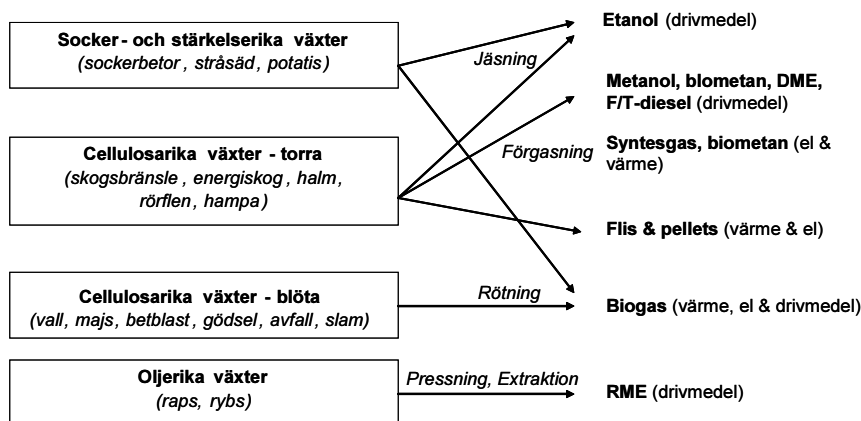 Socker - och stärkelserika växter
(sockerbetor , stråsäd , potatis )
Cellulosarika växter - torra
(skogsbränsle , energiskog , halm ,
rörflen , hampa )
Cellulosarika växter - blöta
(vall, majs , betblast , gödsel , avfall , slam)
Oljerika växter
(raps, rybs)
Jäsning
Förgasning
Rötning
Pressning, Extraktion
Etanol (drivmedel)
Metanol, blometan, DME,
F/T-diesel (drivmedel)
Syntesgas, biometan (el &
värme)
Flis & pellets (värme & el)
Biogas (värme, el & drivmedel)
RME (drivmedel)